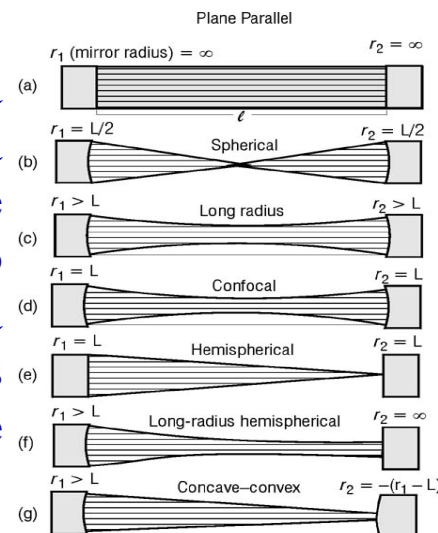 Plane Parallel
r₁ (mirror radius) = ∞ r₂ = ∞
(a)
ℓ
r₁ = L/2 r₂ = L/2
Spherical
(b)
r₁ > L r₂ > L
Long radius
(c)
r₁ = L r₂ = L
Confocal
(d)
r₁ = L r₂ = L
Hemispherical
(e)
r₁ > L r₂ = ∞
Long-radius hemispherical
(f)
r₁ > L r₂ = -(r₁ – L)
Concave–convex
(g)